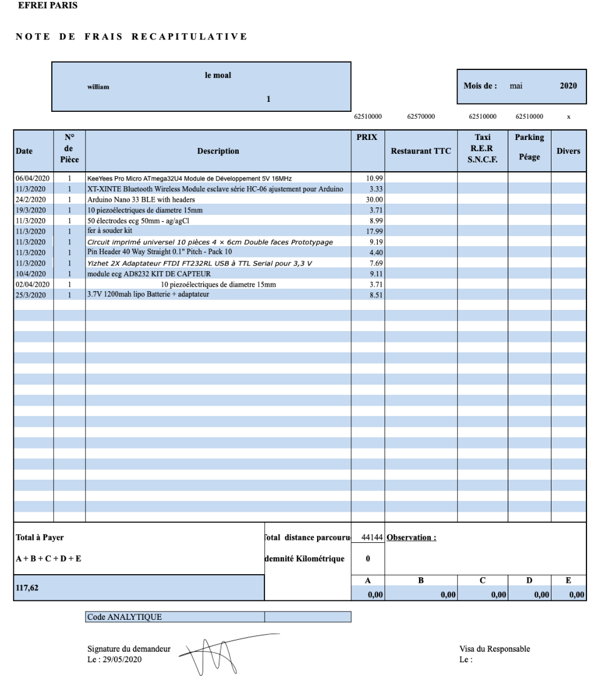 EFREI PARIS
NOTE DE FRAIS RECAPITULATIVE
le moal
william
1
Mois de : mai 2020
62510000 62570000 62510000 62510000 x
Date N° de Pièce Description PRIX Restaurant TTC Taxi R.E.R S.N.C.F. Parking Péage Divers
06/04/2020 1 KeeYees Pro Micro ATmega32U4 Module de Développement 5V 16MHz 10.99
11/3/2020 1 XT-XINTE Bluetooth Wireless Module esclave série HC-06 ajustement pour Arduino 3.33
24/2/2020 1 Arduino Nano 33 BLE with headers 30.00
19/3/2020 1 10 piezoélectriques de diametre 15mm 3.71
11/3/2020 1 50 électrodes ecg 50mm - ag/agCl 8.99
11/3/2020 1 fer à souder kit 17.99
11/3/2020 1 Circuit imprimé universel 10 pièces 4 × 6cm Double faces Prototypage 9.19
11/3/2020 1 Pin Header 40 Way Straight 0.1" Pitch - Pack 10 4.40
11/3/2020 1 Yizhet 2X Adaptateur FTDI FT232RL USB à TTL Serial pour 3,3 V 7.69
10/4/2020 1 module ecg AD8232 KIT DE CAPTEUR 9.11
02/04/2020 1 10 piezoélectriques de diametre 15mm 3.71
25/3/2020 1 3.7V 1200mah lipo Batterie + adaptateur 8.51
Total à Payer Total distance parcouru 44144 Observation :
A + B + C + D + E demnité Kilométrique 0
A B C D E
117,62
0,00 0,00 0,00 0,00 0,00
Code ANALYTIQUE
Signature du demandeur Visa du Responsable
Le : 29/05/2020 Le :